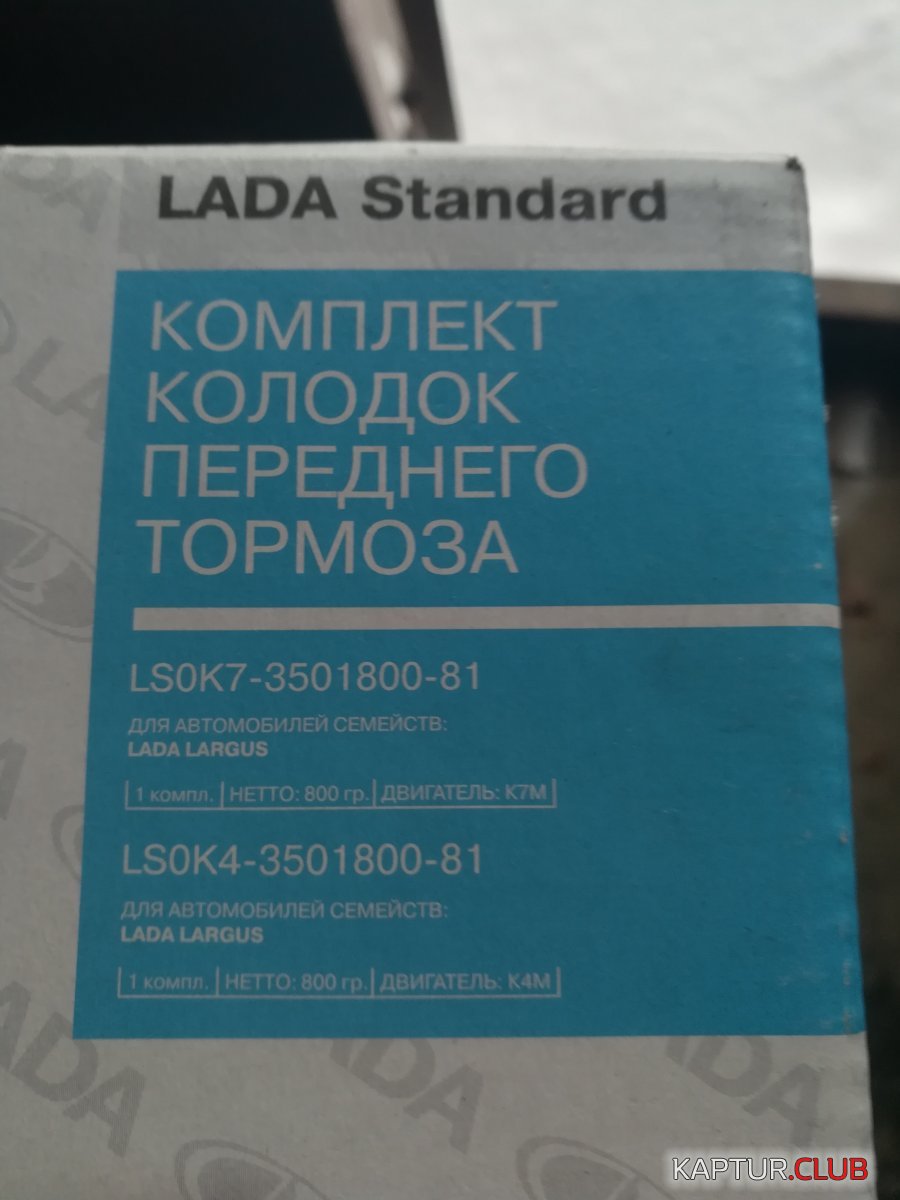 LADA Standard
КОМПЛЕКТ
КОЛОДОК
ПЕРЕДНЕГО
ТОРМОЗА
LS0K7-3501800-81
ДЛЯ АВТОМОБИЛЕЙ СЕМЕЙСТВ:
LADA LARGUS
1 компл. НЕТТО: 800 гр. ДВИГАТЕЛЬ: K7M
LS0K4-3501800-81
ДЛЯ АВТОМОБИЛЕЙ СЕМЕЙСТВ:
LADA LARGUS
1 компл. НЕТТО: 800 гр. ДВИГАТЕЛЬ: K4M
KAPTUR.CLUB